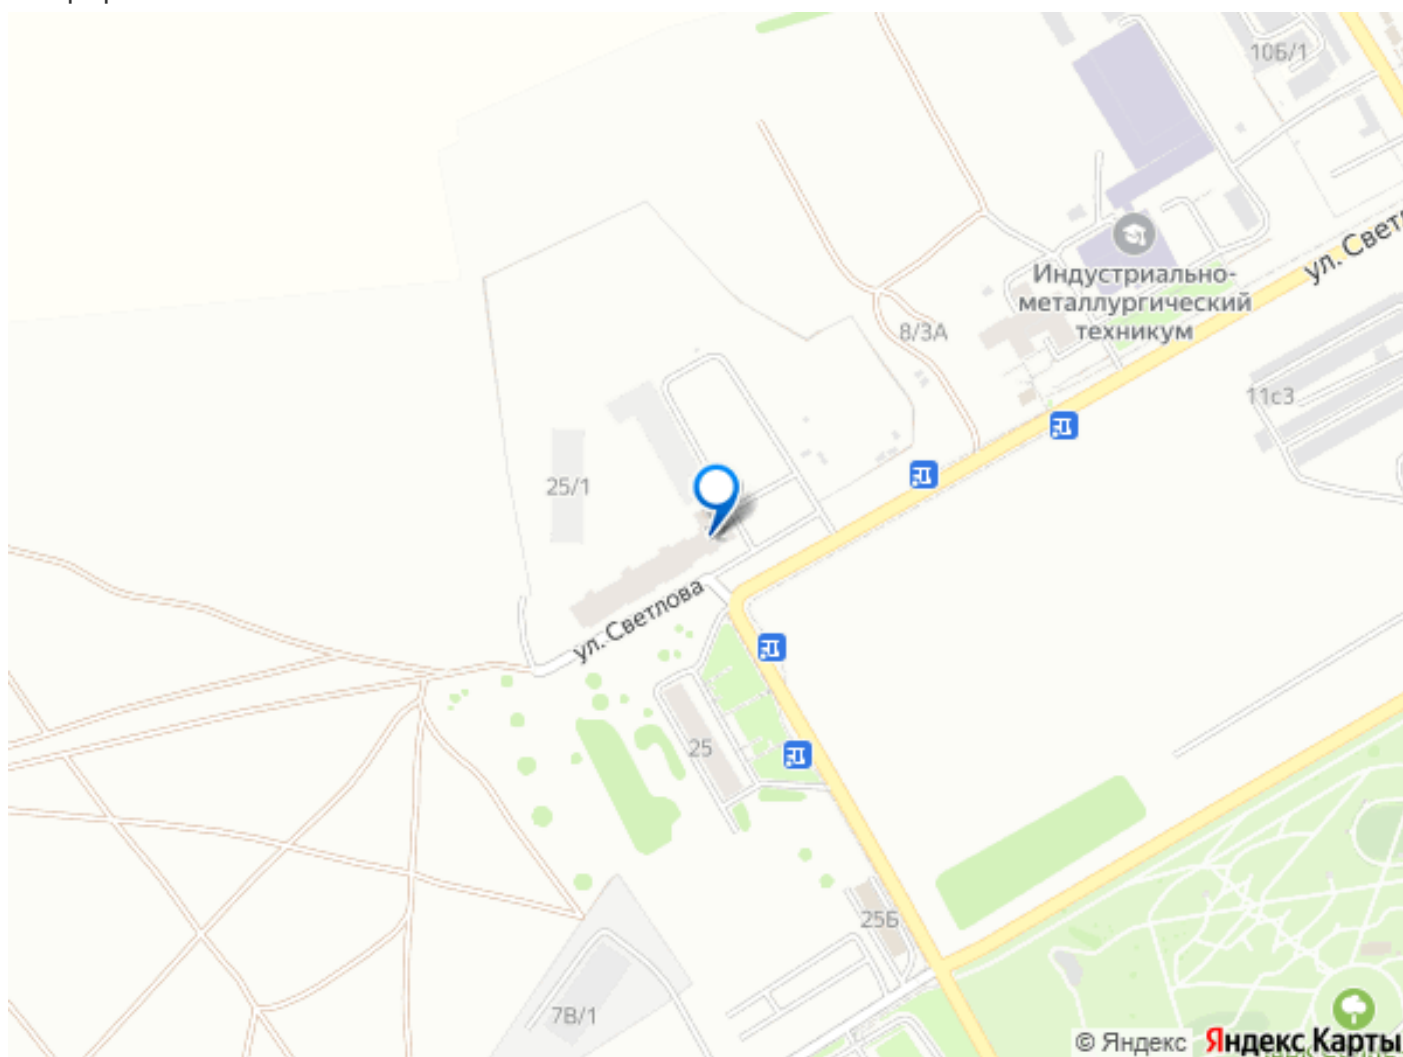 10Б/1
ул. Свет
Индустриально-
металлургический
техникум
8/3А
11с3
25/1
ул. Светлова
25
25Б
7В/1
© Яндекс Яндекс Карты